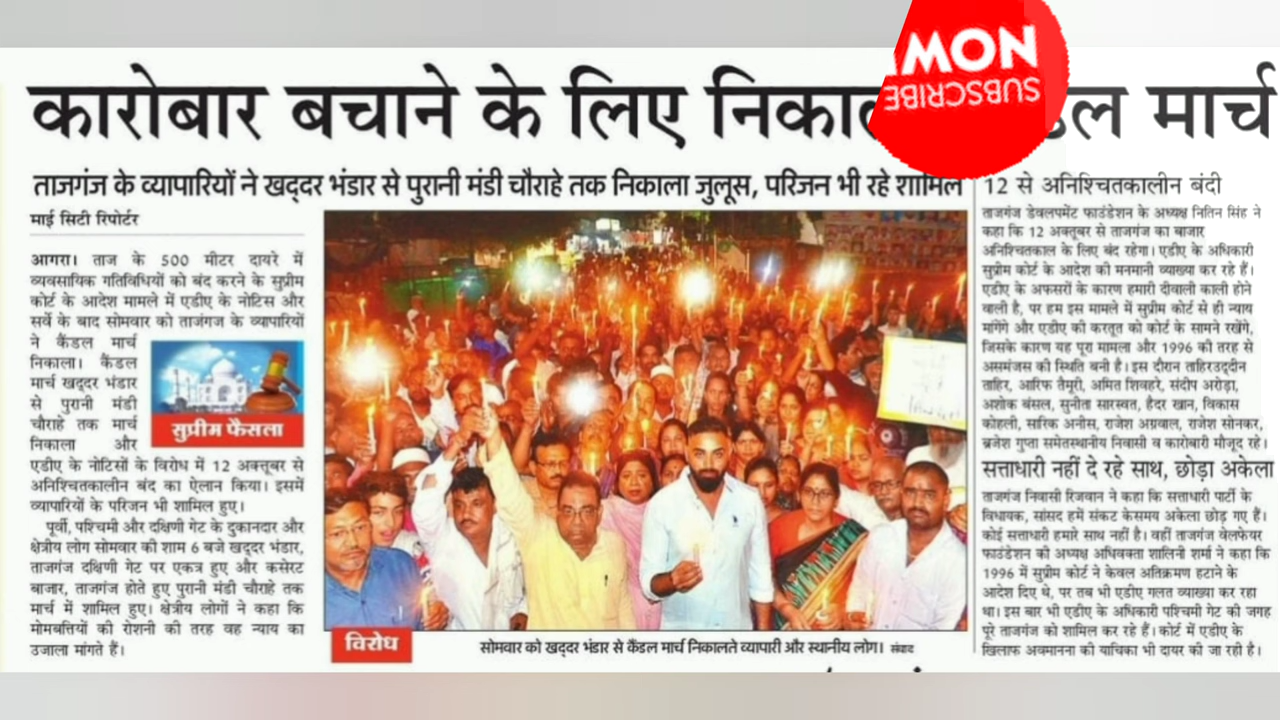 कारोबार बचाने के लिए निकाला कैंडल मार्च
NOW
SUBSCRIBE
ताजगंज के व्यापारियों ने खद्दर भंडार से पुरानी मंडी चौराहे तक निकाला जुलूस, परिजन भी रहे शामिल
माई सिटी रिपोर्टर
आगरा। ताज के 500 मीटर दायरे में
व्यवसायिक गतिविधियों को बंद करने के सुप्रीम
कोर्ट के आदेश मामले में एडीए के नोटिस और
सर्वे के बाद सोमवार को ताजंगज के व्यापारियों
ने कैंडल मार्च
निकाला। कैंडल
मार्च खद्दर भंडार
से पुरानी मंडी
चौराहे तक मार्च
निकाला और
सुप्रीम फैसला
एडीए के नोटिसों के विरोध में 12 अक्तूबर से
अनिश्चितकालीन बंद का ऐलान किया। इसमें
व्यापारियों के परिजन भी शामिल हुए।
पूर्वी, पश्चिमी और दक्षिणी गेट के दुकानदार और
क्षेत्रीय लोग सोमवार की शाम 6 बजे खद्दर भंडार,
ताजगंज दक्षिणी गेट पर एकत्र हुए और कसेरट
बाजार, ताजगंज होते हुए पुरानी मंडी चौराहे तक
मार्च में शामिल हुए। क्षेत्रीय लोगों ने कहा कि
मोमबत्तियों की रोशनी की तरह वह न्याय का
उजाला मांगते हैं।
विरोध
सोमवार को खद्दर भंडार से कैंडल मार्च निकालते व्यापारी और स्थानीय लोग। संवाद
12 से अनिश्चितकालीन बंदी
ताजगंज डेवलपमेंट फाउंडेशन के अध्यक्ष नितिन सिंह ने
कहा कि 12 अक्तूबर से ताजगंज का बाजार
अनिश्चितकाल के लिए बंद रहेगा। एडीए के अधिकारी
सुप्रीम कोर्ट के आदेश की मनमानी व्याख्या कर रहे हैं।
एडीए के अफसरों के कारण हमारी दीवाली काली होने
वाली है, पर हम इस मामले में सुप्रीम कोर्ट से ही न्याय
मांगेंगे और एडीए की करतूत को कोर्ट के सामने रखेंगे,
जिसके कारण यह पूरा मामला और 1996 की तरह से
असमंजस की स्थिति बनी है। इस दौरान ताहिरउद्दीन
ताहिर, आरिफ तैमूरी, अमित शिवहरे, संदीप अरोड़ा,
अशोक बंसल, सुनीता सारस्वत, हैदर खान, विकास
कोहली, सारिक अनीस, राजेश अग्रवाल, राजेश सोनकर,
ब्रजेश गुप्ता समेतस्थानीय निवासी व कारोबारी मौजूद रहे।
सत्ताधारी नहीं दे रहे साथ, छोड़ा अकेला
ताजगंज निवासी रिजवान ने कहा कि सत्ताधारी पार्टी के
विधायक, सांसद हमें संकट केसमय अकेला छोड़ गए हैं।
कोई सत्ताधारी हमारे साथ नहीं है। वहीं ताजगंज वेलफेयर
फाउंडेशन की अध्यक्ष अधिवक्ता शालिनी शर्मा ने कहा कि
1996 में सुप्रीम कोर्ट ने केवल अतिक्रमण हटाने के
आदेश दिए थे, पर तब भी एडीए गलत व्याख्या कर रहा
था। इस बार भी एडीए के अधिकारी पश्चिमी गेट की जगह
पूरे ताजगंज को शामिल कर रहे हैं। कोर्ट में एडीए के
खिलाफ अवमानना की याचिका भी दायर की जा रही है।